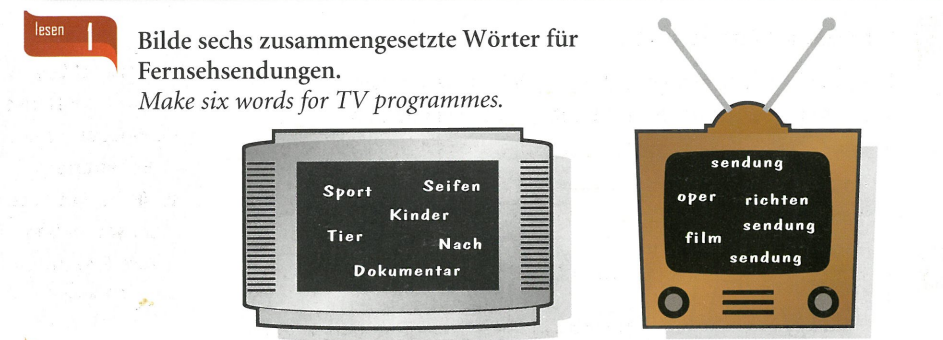 lesen 1
Bilde sechs zusammengesetzte Wörter für
Fernsehsendungen.
Make six words for TV programmes.
Sport Seifen
Kinder
Tier Nach
Dokumentar
sendung
oper richten
sendung
film
sendung